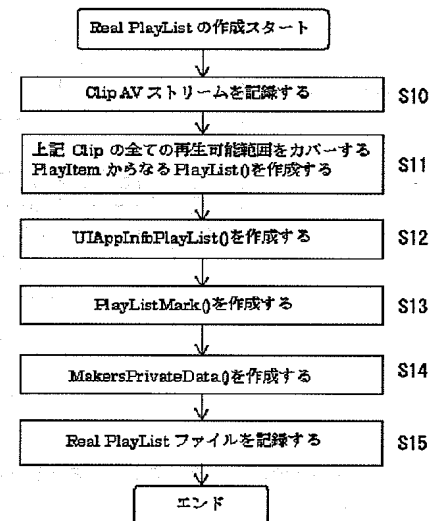 Real PlayList の作成スタート
Clip AV ストリームを記録する
S10
上記 Clip の全ての再生可能範囲をカバーする
PlayItem からなる PlayList()を作成する
S11
UIAppInfoPlayList()を作成する
S12
PlayListMark()を作成する
S13
MakersPrivateData()を作成する
S14
Real PlayList ファイルを記録する
S15
エンド